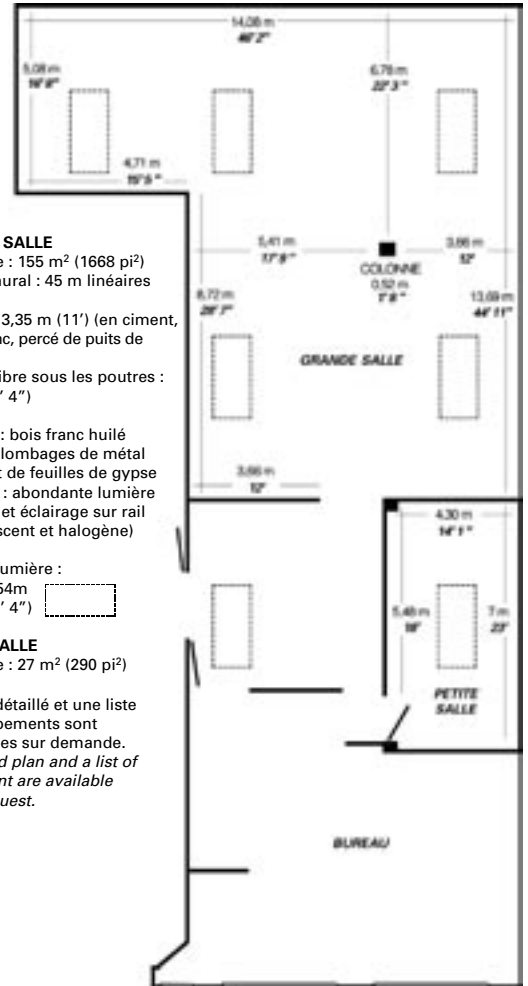 14,08 m
46' 2"
5,08 m
16' 8"
6,78 m
22' 3"
4,71 m
15' 5"
5,41 m
17' 9"
3,66 m
12'
COLONNE
0,52 m
1' 8"
8,72 m
28' 7"
13,69 m
44' 11"
GRANDE SALLE
3,66 m
12'
4,30 m
14' 1"
5,48 m
18'
7 m
23'
PETITE
SALLE
BUREAU
SALLE
e : 155 m² (1668 pi²)
nural : 45 m linéaires
3,35 m (11') (en ciment,
nc, percé de puits de
libre sous les poutres :
' 4")
: bois franc huilé
lombages de métal
t de feuilles de gypse
: abondante lumière
et éclairage sur rail
scent et halogène)
umière :
54m
' 4")
SALLE
e : 27 m² (290 pi²)
détaillé et une liste
pements sont
es sur demande.
d plan and a list of
nt are available
uest.